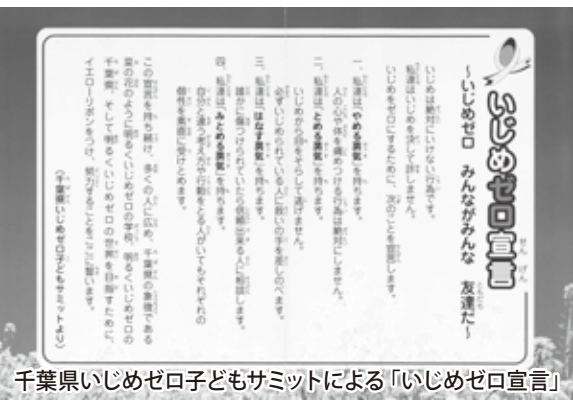 いじめゼロ宣言
～いじめゼロ　みんながみんな　友達だ～
いじめは絶対にいけない行為です。
私達はいじめを決して許しません。
いじめをゼロにするために、次のことを宣言します。
一、私達は、「やめる勇気」を持ちます。
人の心や体を痛めつける行為は絶対にしません。
二、私達は、「とめる勇気」を持ちます。
いじめから目をそらして逃げません。
必ずいじめられている人に救いの手を差しのべます。
三、私達は、「はなす勇気」を持ちます。
誰かに傷つけられていたら信頼出来る人に相談します。
四、私達は、「みとめる勇気」を持ちます。
自分と違う考え方や行動をとる人がいてもそれぞれの
個性を素直に受けとめます。
この宣言を持ち続け、多くの人に広め、千葉県の象徴である
菜の花のように明るくいじめゼロの学校、明るくいじめゼロの
千葉県、そして明るくいじめゼロの世界を目指すために、
イエローリボンをつけ、努力することをここに誓います。
〈千葉県いじめゼロ子どもサミットより〉
千葉県いじめゼロ子どもサミットによる「いじめゼロ宣言」